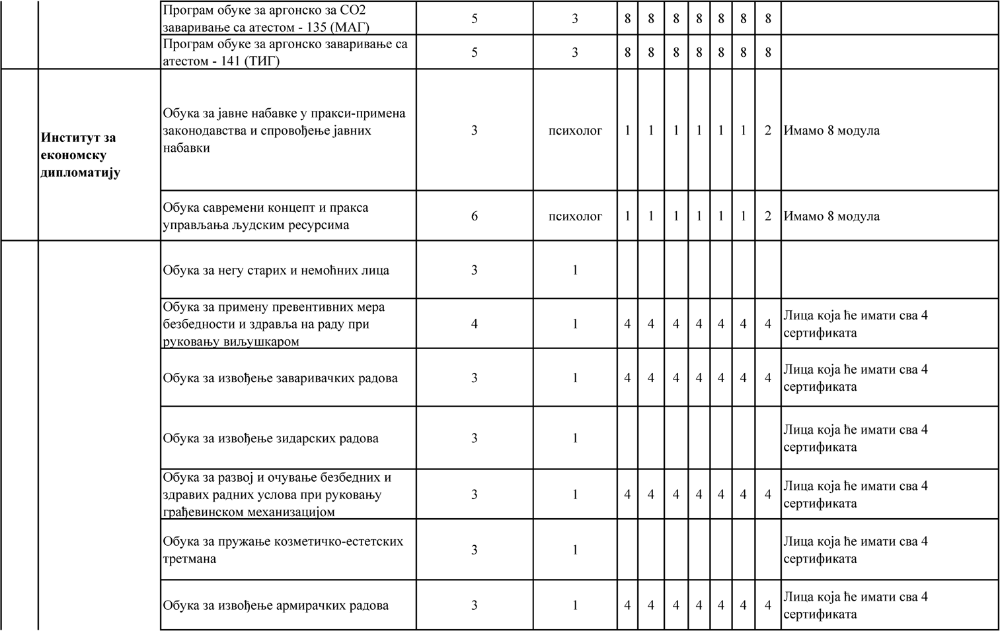 Програм обуке за аргонско за CO2
заваривање са атестом - 135 (МАГ)
5 3 8 8 8 8 8 8 8
Програм обуке за аргонско заваривање са
атестом - 141 (ТИГ)
5 3 8 8 8 8 8 8 8
Институт за
економску
дипломатију
Обука за јавне набавке у пракси-примена
законодавства и спровођење јавних
набавки
3 психолог 1 1 1 1 1 1 2 Имамо 8 модула
Обука савремени концепт и пракса
управљања људским ресурсима
6 психолог 1 1 1 1 1 1 2 Имамо 8 модула
Обука за негу старих и немоћних лица 3 1
Обука за примену превентивних мера
безбедности и здравља на раду при
руковању виљушкаром
4 1 4 4 4 4 4 4 4
Лица која ће имати сва 4
сертификата
Обука за извођење заваривачких радова 3 1 4 4 4 4 4 4 4
Лица која ће имати сва 4
сертификата
Обука за извођење зидарских радова 3 1
Лица која ће имати сва 4
сертификата
Обука за развој и очување безбедних и
здравих радних услова при руковању
грађевинском механизацијом
3 1 4 4 4 4 4 4 4
Лица која ће имати сва 4
сертификата
Обука за пружање козметичко-естетских
третмана
3 1
Лица која ће имати сва 4
сертификата
Обука за извођење армирачких радова 3 1 4 4 4 4 4 4 4
Лица која ће имати сва 4
сертификата